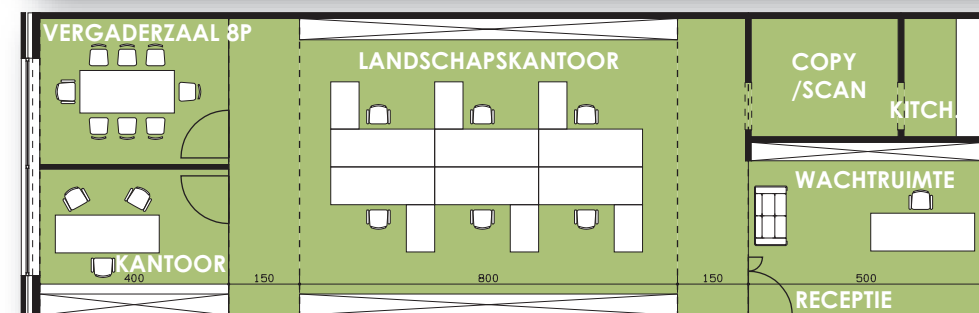 VERGADERZAAL 8P
LANDSCHAPSKANTOOR
COPY
/SCAN
KITCH.
WACHTRUIMTE
KANTOOR
400
150
800
150
500
RECEPTIE